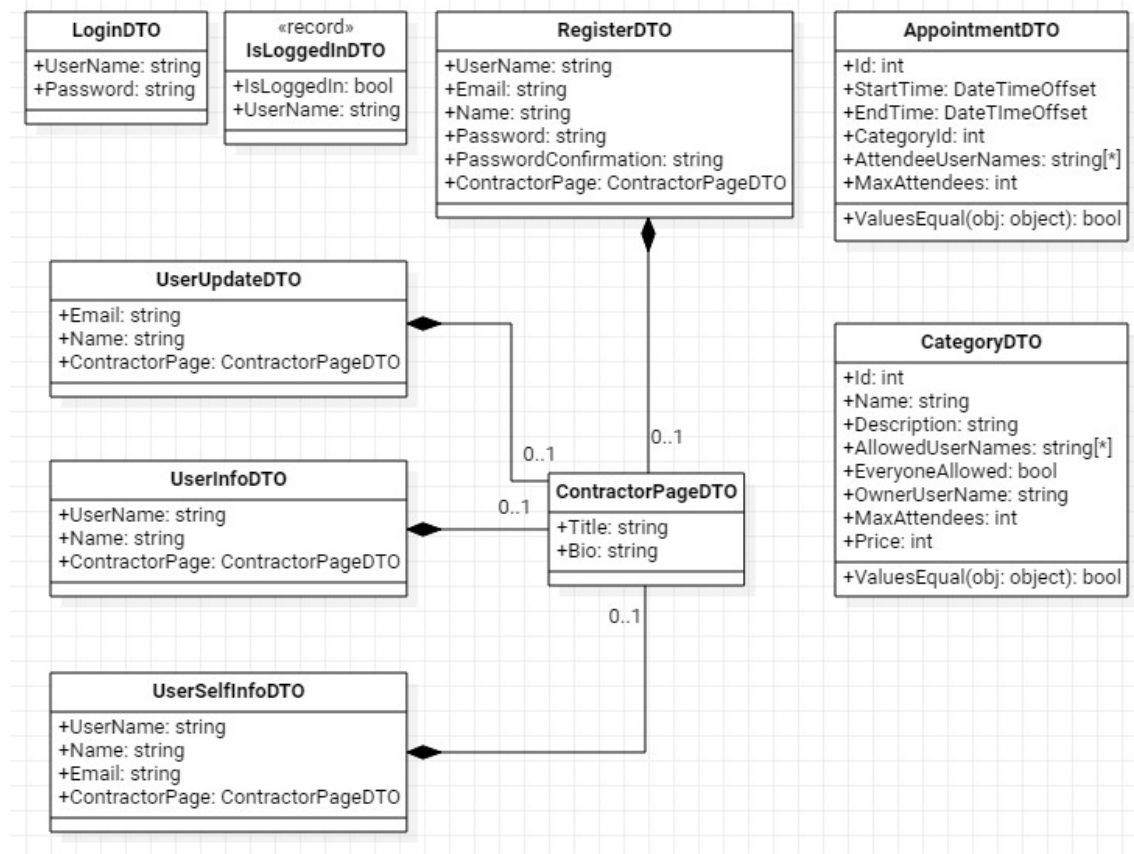 LoginDTO
+UserName: string
+Password: string
«record»
IsLoggedInDTO
+IsLoggedIn: bool
+UserName: string
RegisterDTO
+UserName: string
+Email: string
+Name: string
+Password: string
+PasswordConfirmation: string
+ContractorPage: ContractorPageDTO
AppointmentDTO
+Id: int
+StartTime: DateTimeOffset
+EndTime: DateTImeOffset
+CategoryId: int
+AttendeeUserNames: string[*]
+MaxAttendees: int
+ValuesEqual(obj: object): bool
UserUpdateDTO
+Email: string
+Name: string
+ContractorPage: ContractorPageDTO
CategoryDTO
+Id: int
+Name: string
+Description: string
+AllowedUserNames: string[*]
+EveryoneAllowed: bool
+OwnerUserName: string
+MaxAttendees: int
+Price: int
+ValuesEqual(obj: object): bool
0..1
0..1
0..1
UserInfoDTO
+UserName: string
+Name: string
+ContractorPage: ContractorPageDTO
ContractorPageDTO
+Title: string
+Bio: string
0..1
UserSelfInfoDTO
+UserName: string
+Name: string
+Email: string
+ContractorPage: ContractorPageDTO